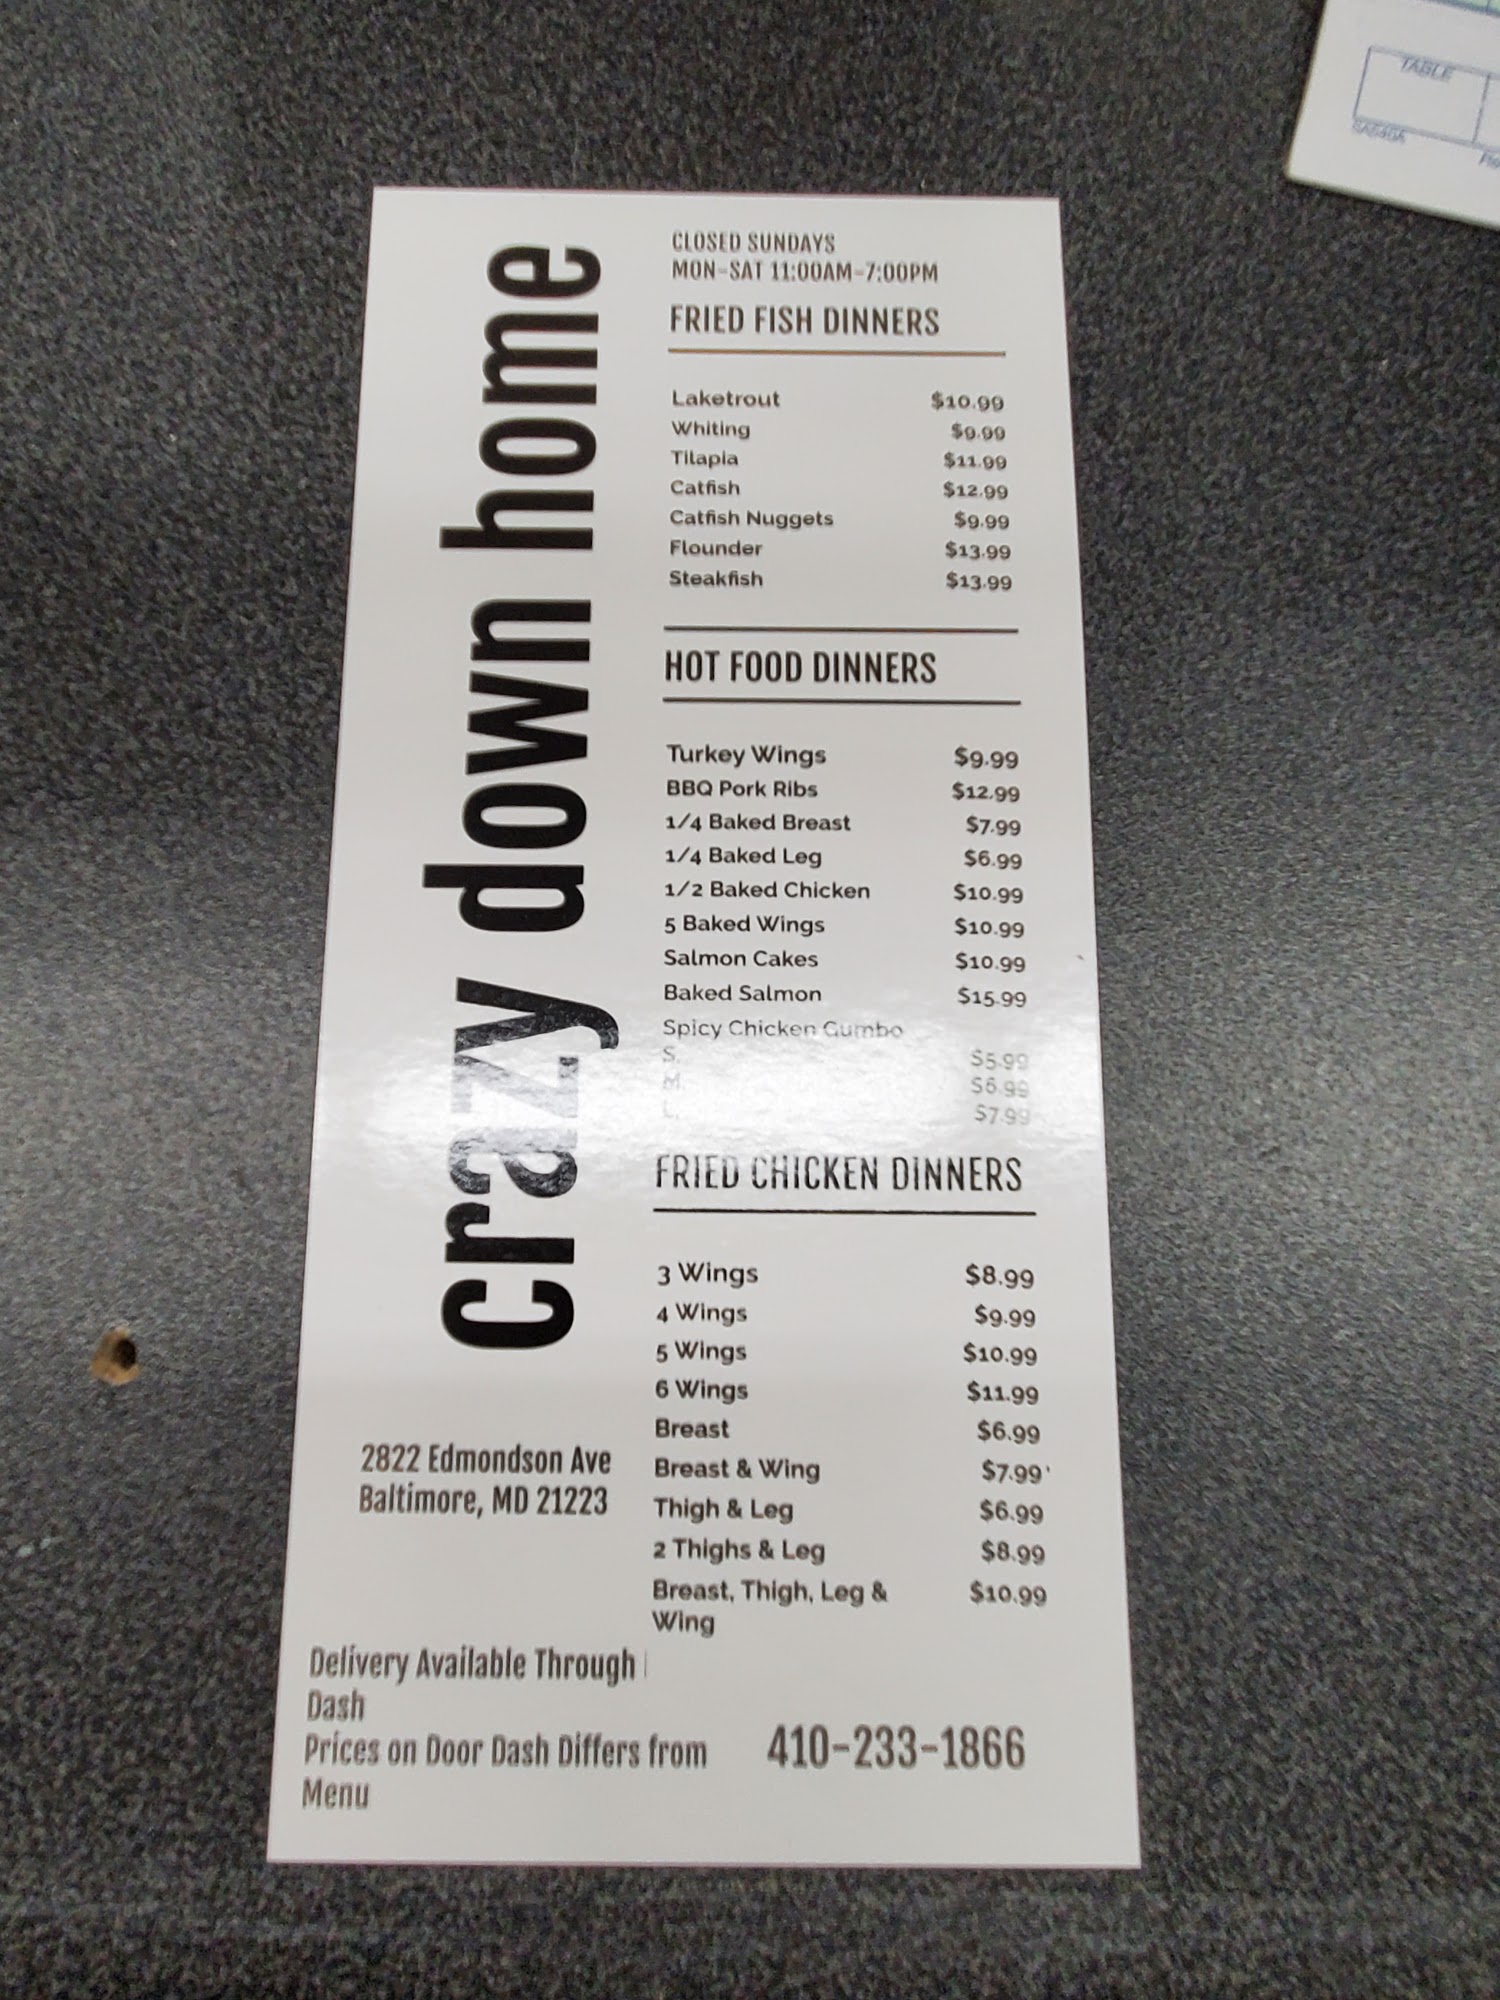 TABLE
SA540A
crazy down home
CLOSED SUNDAYS
MON-SAT 11:00AM-7:00PM
FRIED FISH DINNERS
Laketrout $10.99
Whiting $9.99
Tilapia $11.99
Catfish $12.99
Catfish Nuggets $9.99
Flounder $13.99
Steakfish $13.99
HOT FOOD DINNERS
Turkey Wings $9.99
BBQ Pork Ribs $12.99
1/4 Baked Breast $7.99
1/4 Baked Leg $6.99
1/2 Baked Chicken $10.99
5 Baked Wings $10.99
Salmon Cakes $10.99
Baked Salmon $15.99
Spicy Chicken Gumbo
S. $5.99
M. $6.99
L. $7.99
FRIED CHICKEN DINNERS
3 Wings $8.99
4 Wings $9.99
5 Wings $10.99
6 Wings $11.99
Breast $6.99
Breast & Wing $7.99
Thigh & Leg $6.99
2 Thighs & Leg $8.99
Breast, Thigh, Leg & $10.99
Wing
2822 Edmondson Ave
Baltimore, MD 21223
Delivery Available Through
Dash
Prices on Door Dash Differs from
Menu
410-233-1866